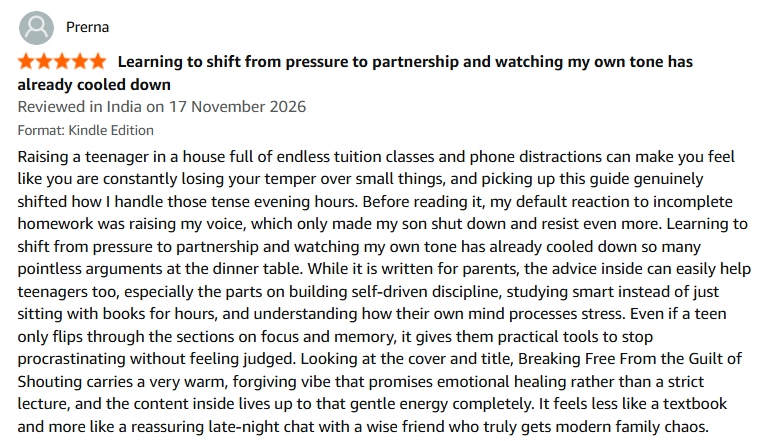 Prerna
Learning to shift from pressure to partnership and watching my own tone has
already cooled down
Reviewed in India on 17 November 2026
Format: Kindle Edition
Raising a teenager in a house full of endless tuition classes and phone distractions can make you feel
like you are constantly losing your temper over small things, and picking up this guide genuinely
shifted how I handle those tense evening hours. Before reading it, my default reaction to incomplete
homework was raising my voice, which only made my son shut down and resist even more. Learning to
shift from pressure to partnership and watching my own tone has already cooled down so many
pointless arguments at the dinner table. While it is written for parents, the advice inside can easily help
teenagers too, especially the parts on building self-driven discipline, studying smart instead of just
sitting with books for hours, and understanding how their own mind processes stress. Even if a teen
only flips through the sections on focus and memory, it gives them practical tools to stop
procrastinating without feeling judged. Looking at the cover and title, Breaking Free From the Guilt of
Shouting carries a very warm, forgiving vibe that promises emotional healing rather than a strict
lecture, and the content inside lives up to that gentle energy completely. It feels less like a textbook
and more like a reassuring late-night chat with a wise friend who truly gets modern family chaos.